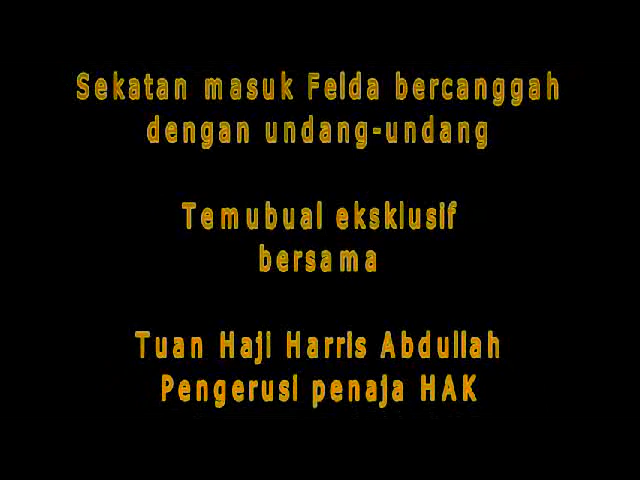 Sekatan masuk Felda bercanggah
dengan undang-undang
Temubual eksklusif
bersama
Tuan Haji Harris Abdullah
Pengerusi penaja HAK